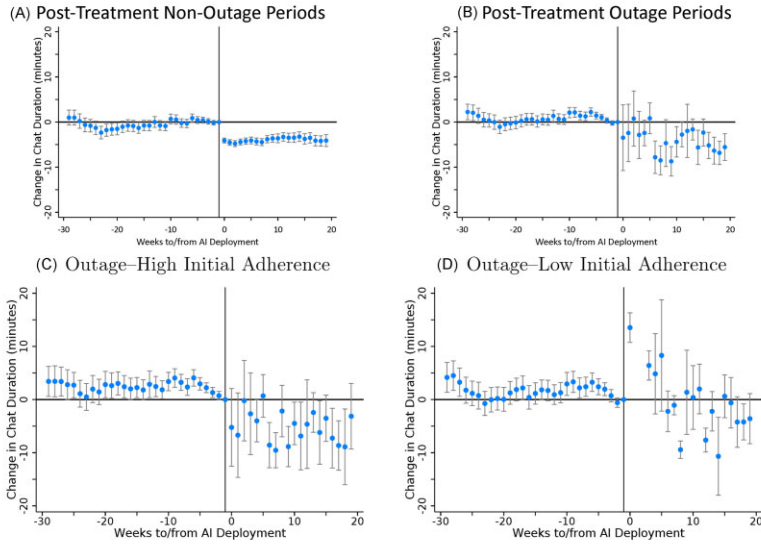 (A) Post-Treatment Non-Outage Periods
Change in Chat Duration (minutes)
20
10
0
-10
-20
-30 -20 -10 0 10 20
Weeks to/from AI Deployment
(B) Post-Treatment Outage Periods
Change in Chat Duration (minutes)
20
10
0
-10
-20
-30 -20 -10 0 10 20
Weeks to/from AI Deployment
(C) Outage–High Initial Adherence
Change in Chat Duration (minutes)
20
10
0
-10
-20
-30 -20 -10 0 10 20
Weeks to/from AI Deployment
(D) Outage–Low Initial Adherence
Change in Chat Duration (minutes)
20
10
0
-10
-20
-30 -20 -10 0 10 20
Weeks to/from AI Deployment